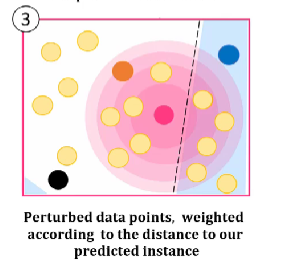 3
Perturbed data points, weighted
according to the distance to our
predicted instance